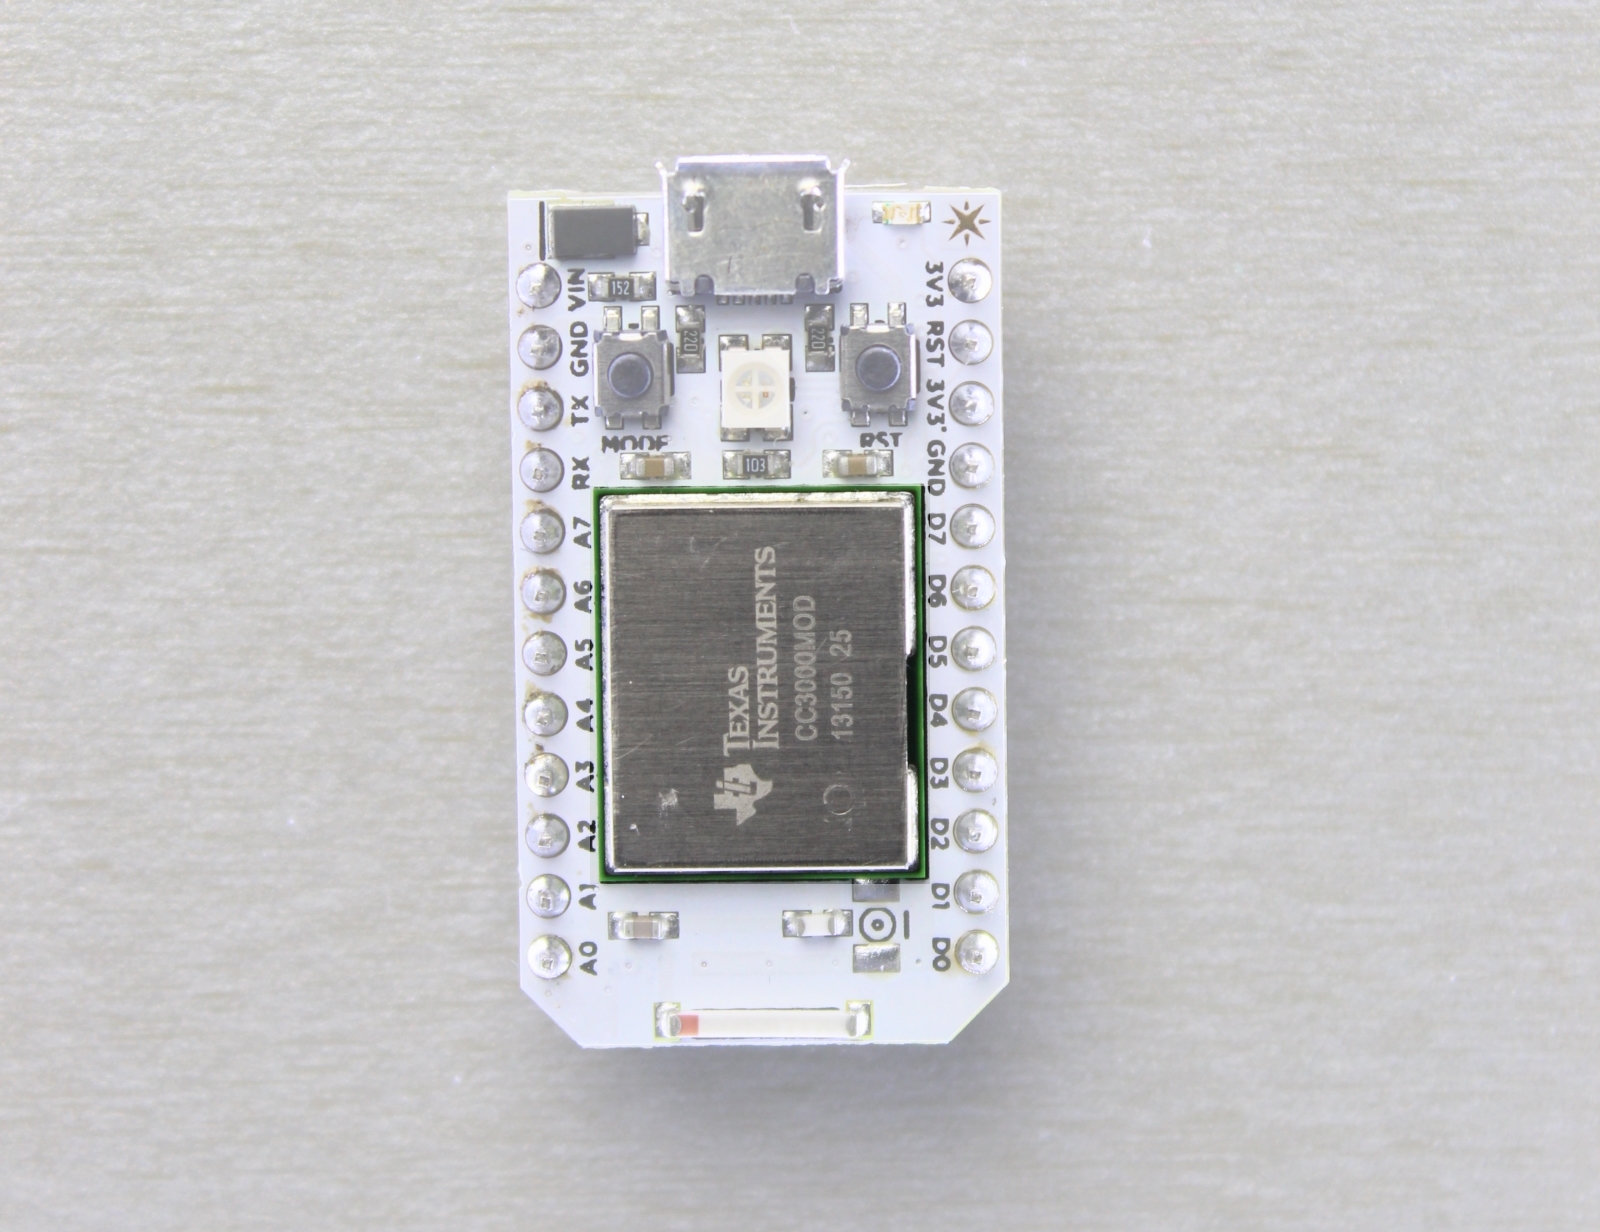 VIN
GND
TX
RX
A7
A6
A5
A4
A3
A2
A1
A0
152
220
220
MODE
RST
103
TEXAS
INSTRUMENTS
CC3000MOD
13150 25
3V3
RST
3V3*
GND
D7
D6
D5
D4
D3
D2
D1
D0